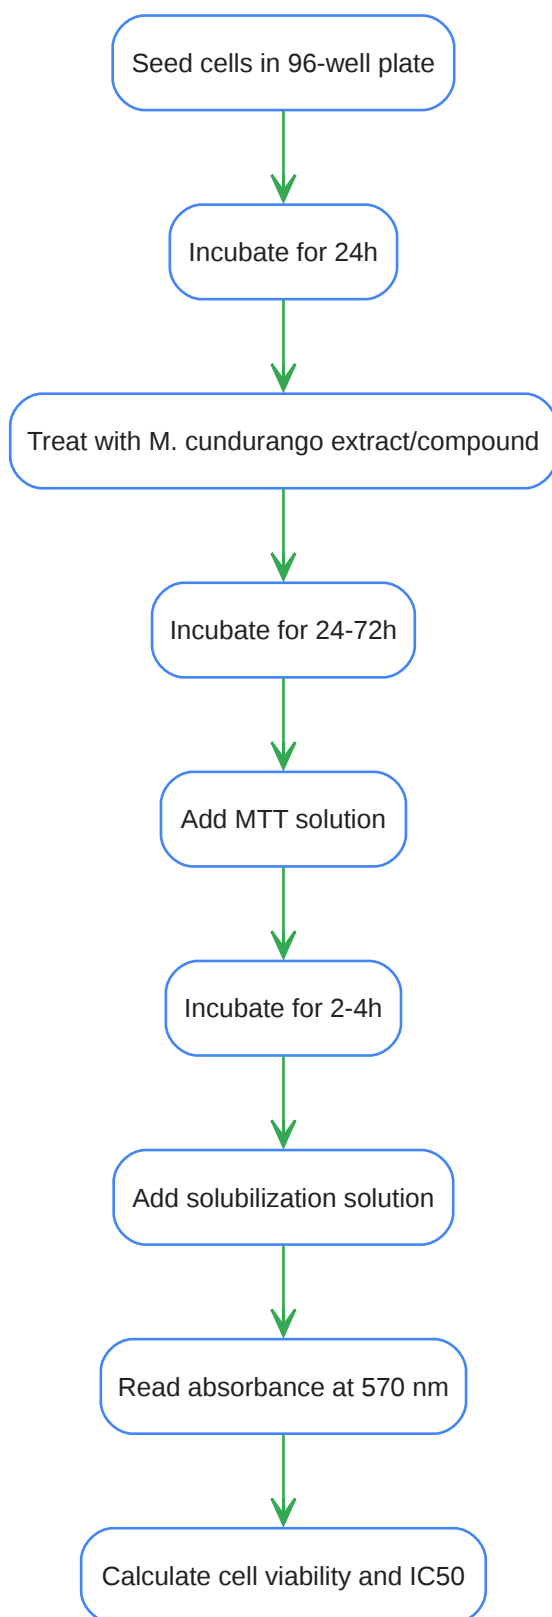 Seed cells in 96-well plate
Incubate for 24h
Treat with M. cundurango extract/compound
Incubate for 24-72h
Add MTT solution
Incubate for 2-4h
Add solubilization solution
Read absorbance at 570 nm
Calculate cell viability and IC50